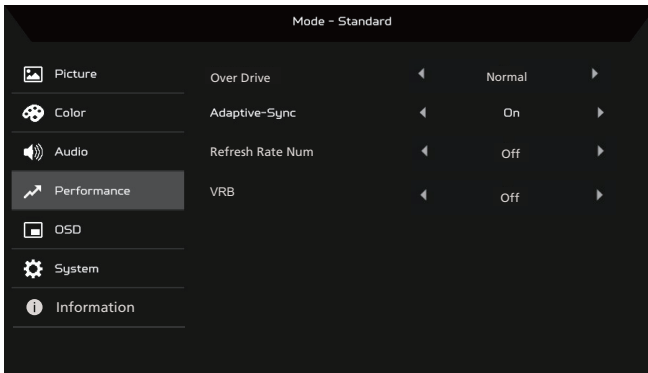 Mode - Standard
Picture
Over Drive Normal
Color
Adaptive-Sync On
Audio
Refresh Rate Num Off
Performance
VRB Off
OSD
System
Information